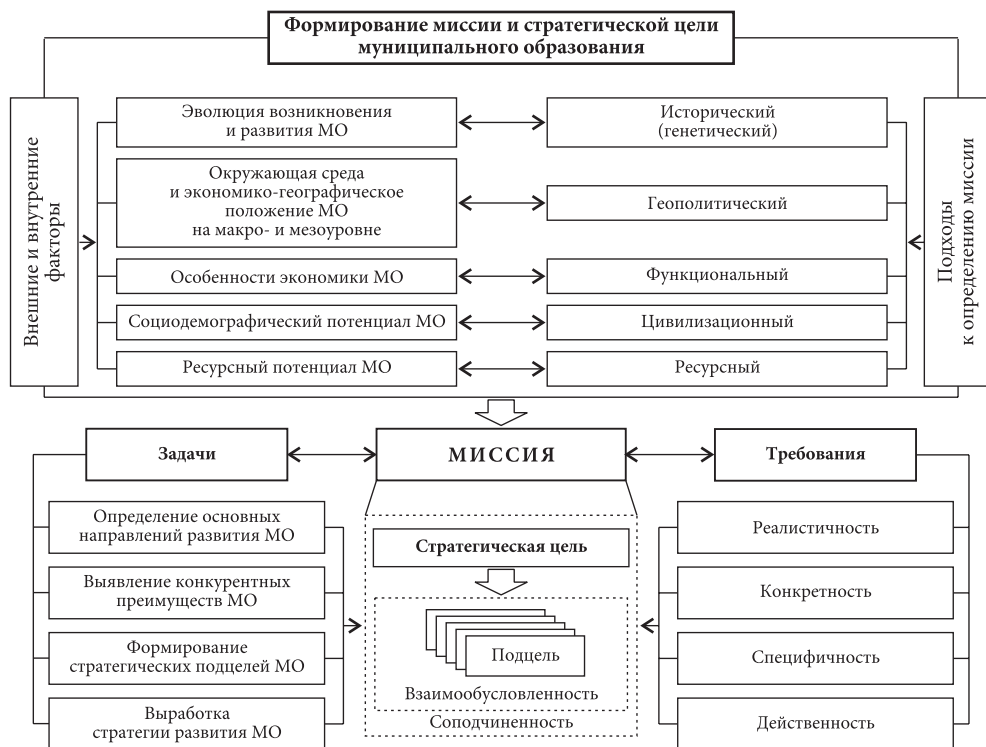 Формирование миссии и стратегической цели
муниципального образования
Внешние и внутренние
факторы
Эволюция возникновения
и развития МО
Исторический
(генетический)
Окружающая среда
и экономико-географическое
положение МО
на макро- и мезоуровне
Геополитический
Особенности экономики МО
Функциональный
Социодемографический потенциал МО
Цивилизационный
Ресурсный потенциал МО
Ресурсный
Подходы
к определению миссии
Задачи
МИССИЯ
Требования
Определение основных
направлений развития МО
Выявление конкурентных
преимуществ МО
Формирование
стратегических подцелей МО
Выработка
стратегии развития МО
Стратегическая цель
Подцель
Взаимообусловленность
Соподчиненность
Реалистичность
Конкретность
Специфичность
Действенность